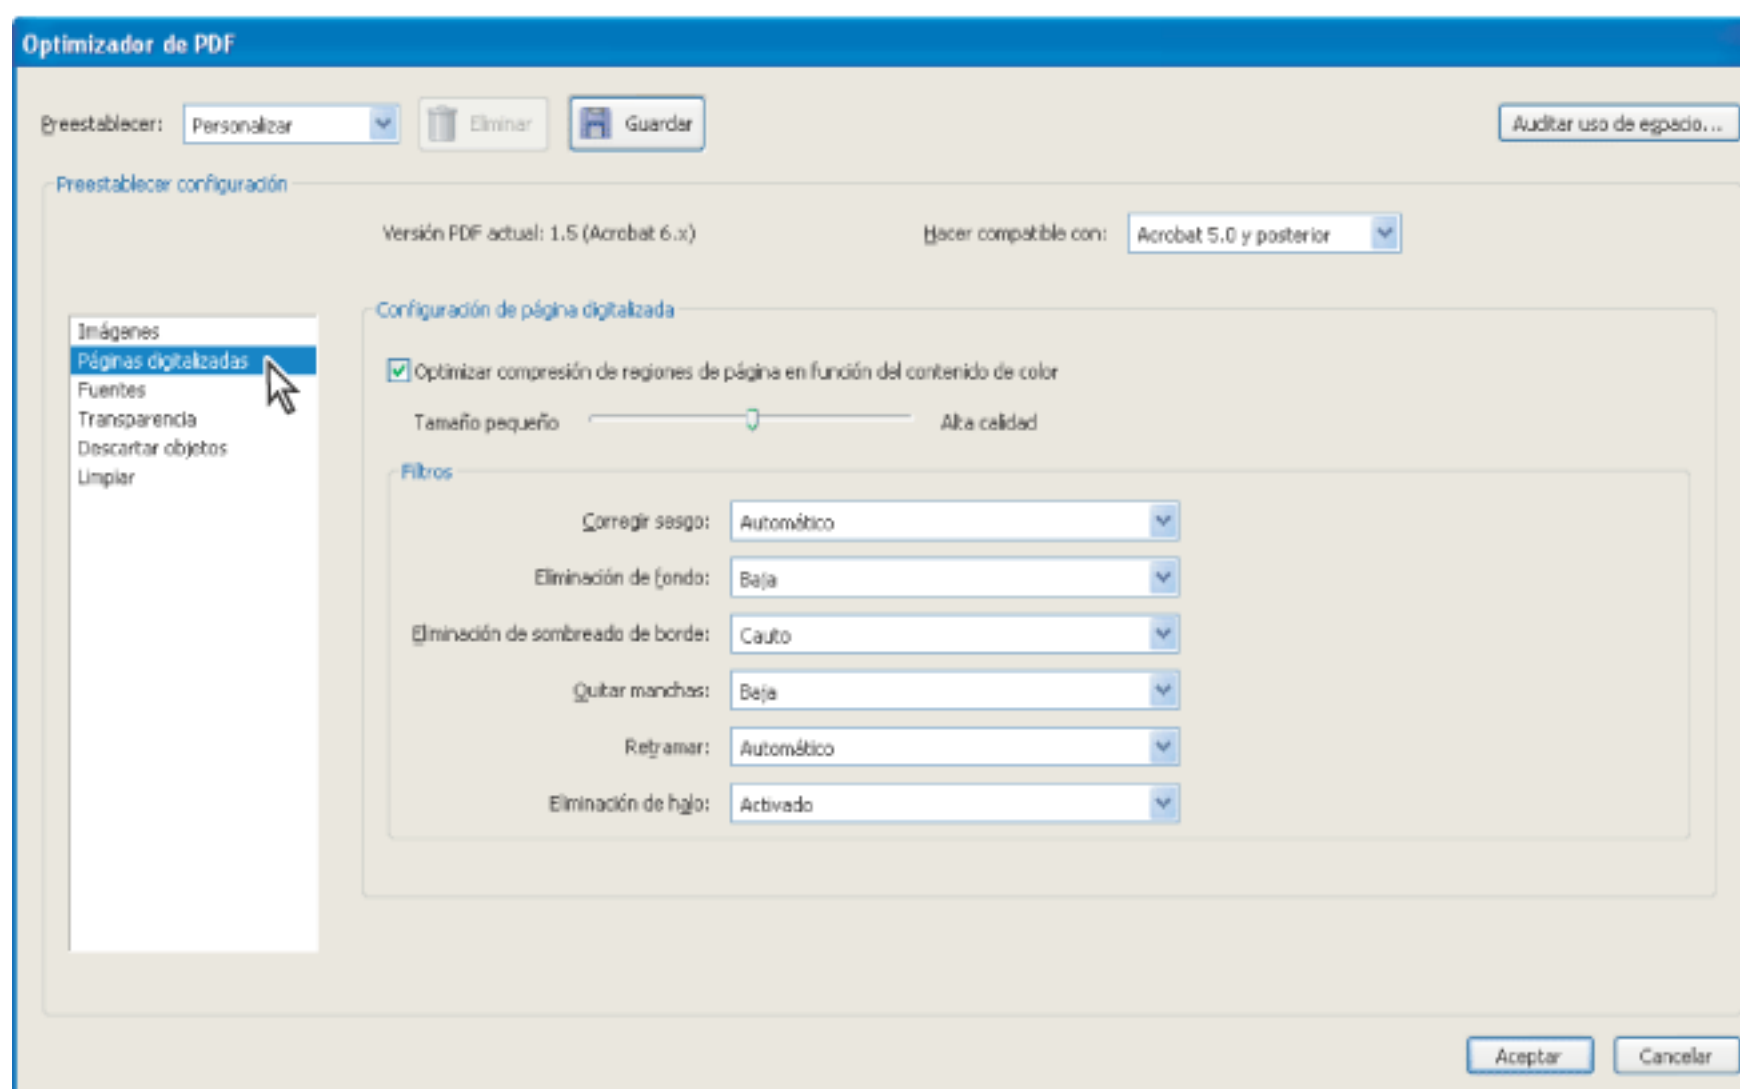 Optimizador de PDF
Preestablecer: Personalizar Eliminar Guardar Auditar uso de espacio...
Preestablecer configuración
Versión PDF actual: 1.5 (Acrobat 6.x) Hacer compatible con: Acrobat 5.0 y posterior
Imágenes
Páginas digitalizadas
Fuentes
Transparencia
Descartar objetos
Limpiar
Configuración de página digitalizada
Optimizar compresión de regiones de página en función del contenido de color
Tamaño pequeño Alta calidad
Filtros
Corregir sesgo: Automático
Eliminación de fondo: Baja
Eliminación de sombreado de borde: Cauto
Quitar manchas: Baja
Retramar: Automático
Eliminación de halo: Activado
Aceptar Cancelar